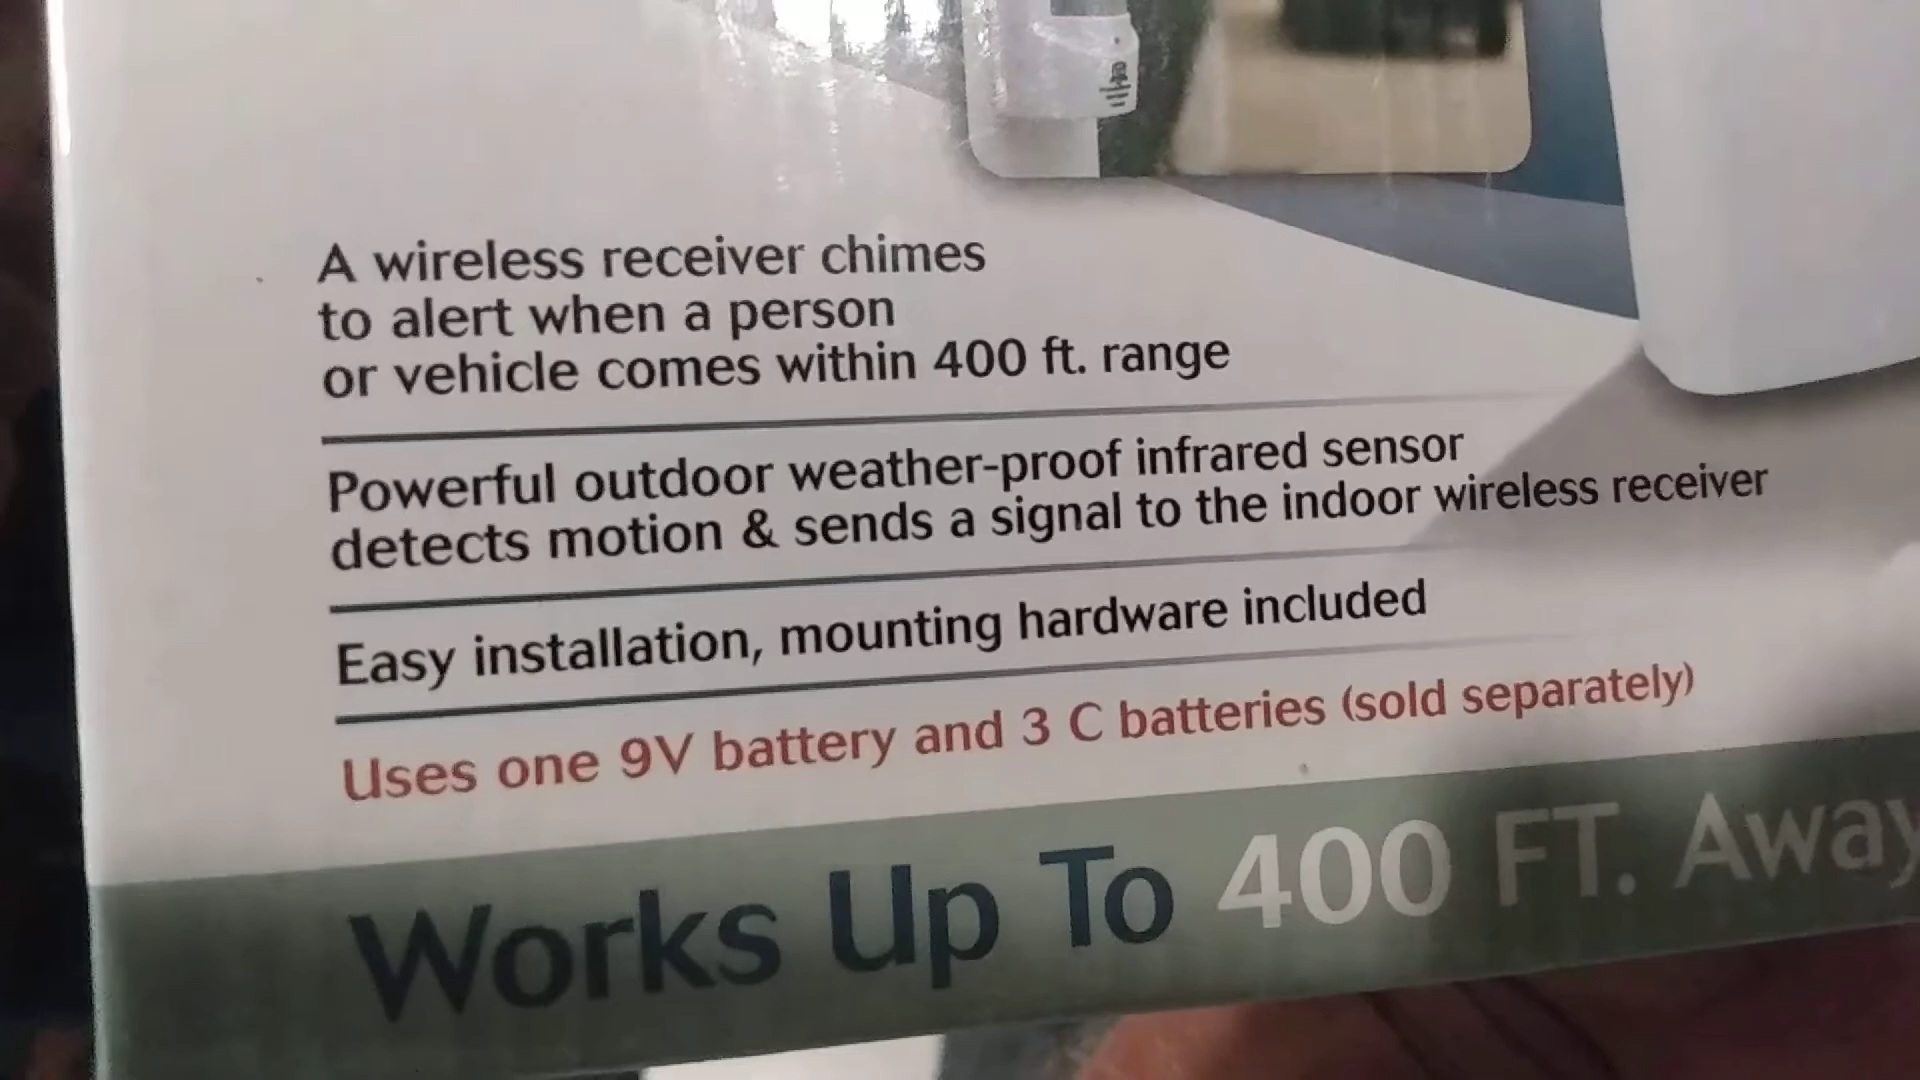 A wireless receiver chimes
to alert when a person
or vehicle comes within 400 ft. range
Powerful outdoor weather-proof infrared sensor
detects motion & sends a signal to the indoor wireless receiver
Easy installation, mounting hardware included
Uses one 9V battery and 3 C batteries (sold separately)
Works Up To 400 FT. Away